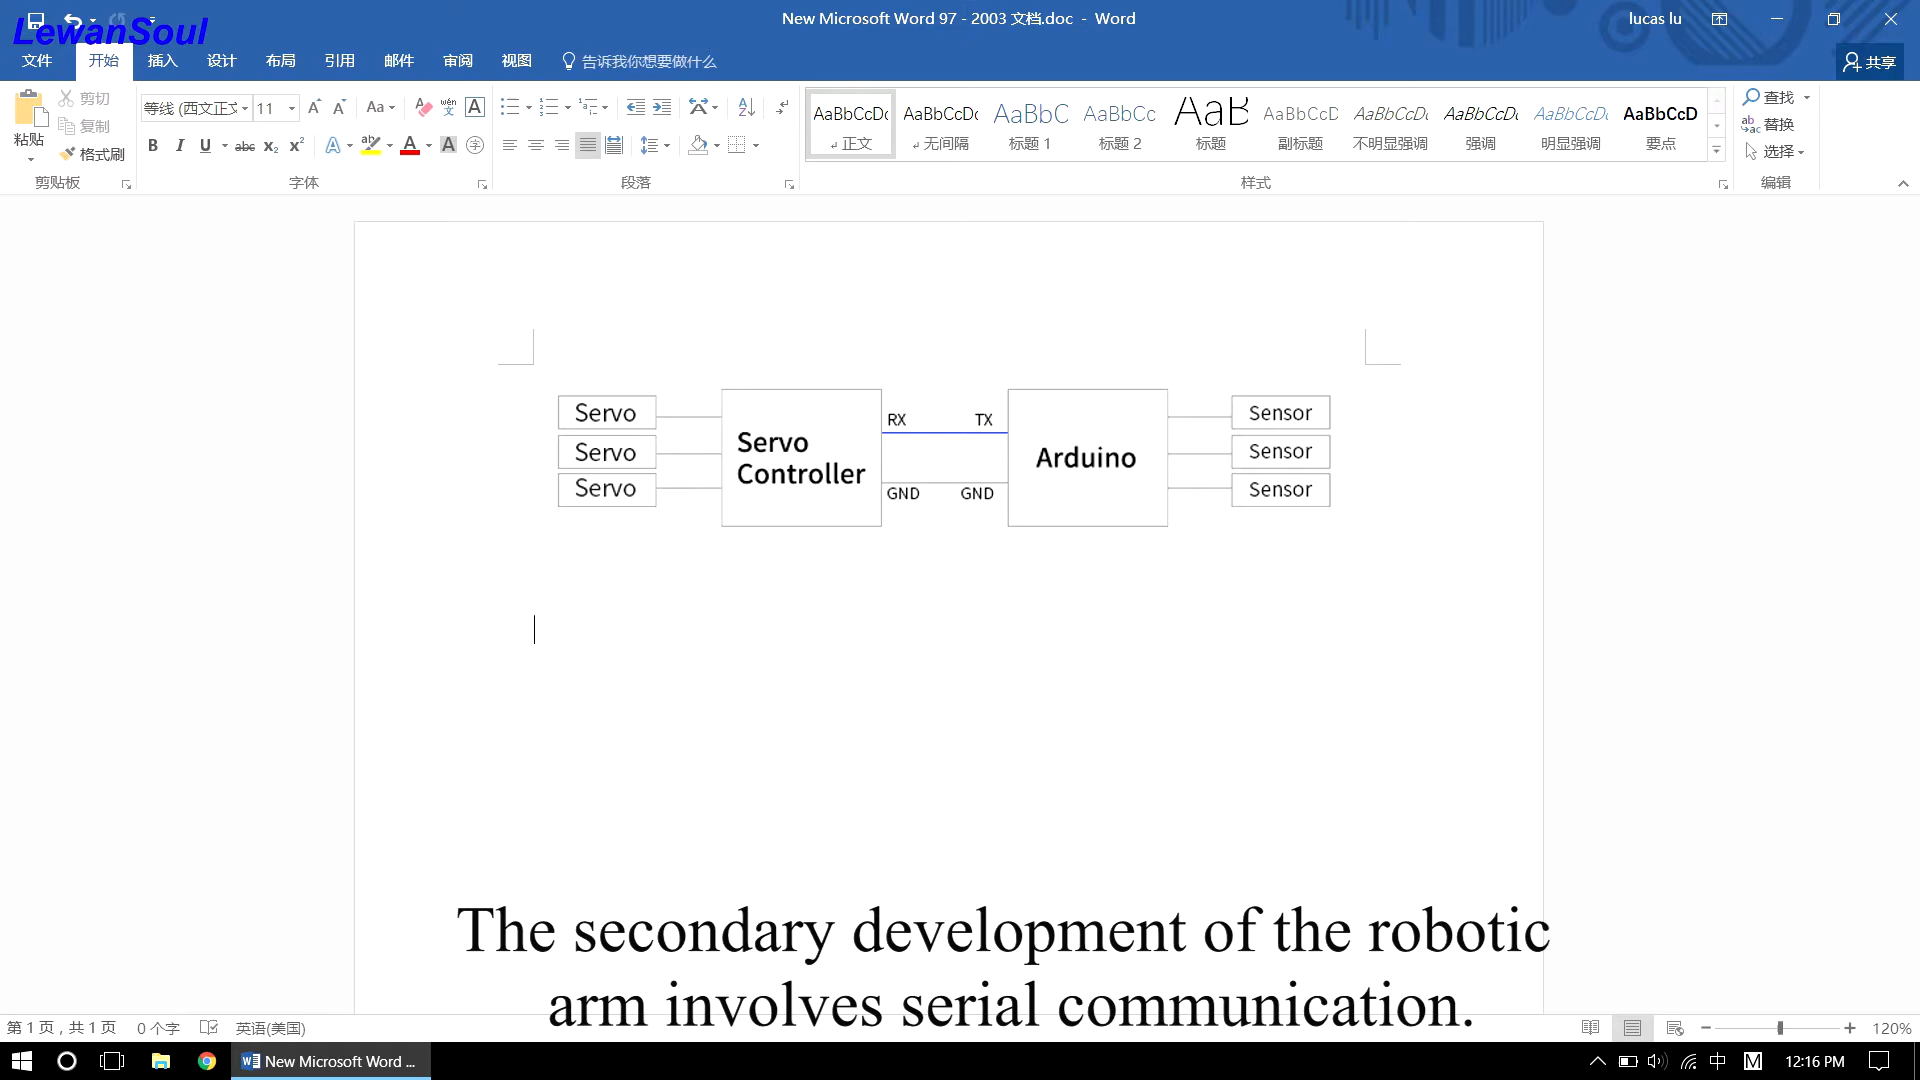 LewanSoul
New Microsoft Word 97 - 2003 文档.doc - Word
lucas lu
文件 开始 插入 设计 布局 引用 邮件 审阅 视图 告诉我你想要做什么
共享
粘贴
剪切
复制
格式刷
剪贴板
等线 (西文正文 11
字体
段落
AaBbCcDc AaBbCcDc AaBbC AaBbCc AaB AaBbCcD AaBbCcDc AaBbCcDc AaBbCcDc AaBbCcD
正文 无间隔 标题 1 标题 2 标题 副标题 不明显强调 强调 明显强调 要点
样式
查找
替换
选择
编辑
Servo
Servo
Servo
Servo
Controller
RX TX
GND GND
Arduino
Sensor
Sensor
Sensor
The secondary development of the robotic
arm involves serial communication.
第 1 页，共 1 页 0 个字 英语(美国)
120%
New Microsoft Word ...
中 M 12:16 PM